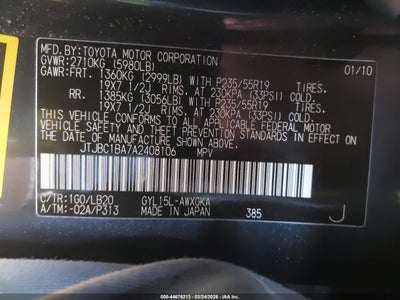 MFD.BY:TOYOTA MOTOR CORPORATION 01/10
GVWR:2710KG (5980LB)
GAWR:FRT. 1360KG (2999LB) WITH P235/55R19 TIRES.
19X7 1/2J RIMS, AT 230KPA (33PSI) COLD.
RR. 1385KG (3056LB) WITH P235/55R19 TIRES.
19X7 1/2J RIMS, AT 230KPA (33PSI) COLD.
THIS VEHICLE CONFORMS TO ALL APPLICABLE FEDERAL MOTOR
VEHICLE SAFETY STANDARDS IN EFFECT ON
THE DATE OF MANUFACTURE SHOWN ABOVE.
JTJBC1BA7A2408106 MPV
C/TR:1G0/LB20 GYL15L-AWXGKA
A/TM:-02A/P313 MADE IN JAPAN 385 J
000-44676213 - 03/24/2026 - © IAA, Inc.